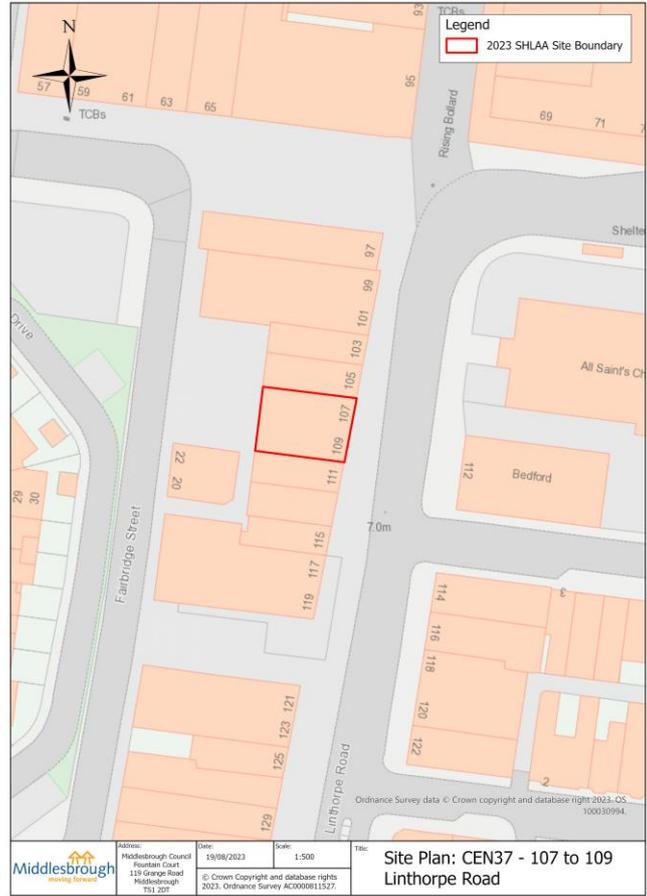 Legend
2023 SHLAA Site Boundary
N
93
TCBs
57
59
61
63
65
95
TCBs
Rising Bollard
69
71
7
Shelte
97
99
101
103
105
107
109
111
115
117
119
All Saint's Ch
Drive
22
20
29
30
Fairbridge Street
112
Bedford
7.0m
114
116
118
120
122
3
2
121
123
125
129
Linthorpe Road
Ordnance Survey data © Crown copyright and database right 2023. OS
100030994.
Middlesbrough
moving forward
Address:
Middlesbrough Council
Fountain Court
119 Grange Road
Middlesbrough
TS1 2DT
Date:
19/08/2023
Scale:
1:500
© Crown Copyright and database rights
2023. Ordnance Survey AC0000811527.
Title:
Site Plan: CEN37 - 107 to 109
Linthorpe Road